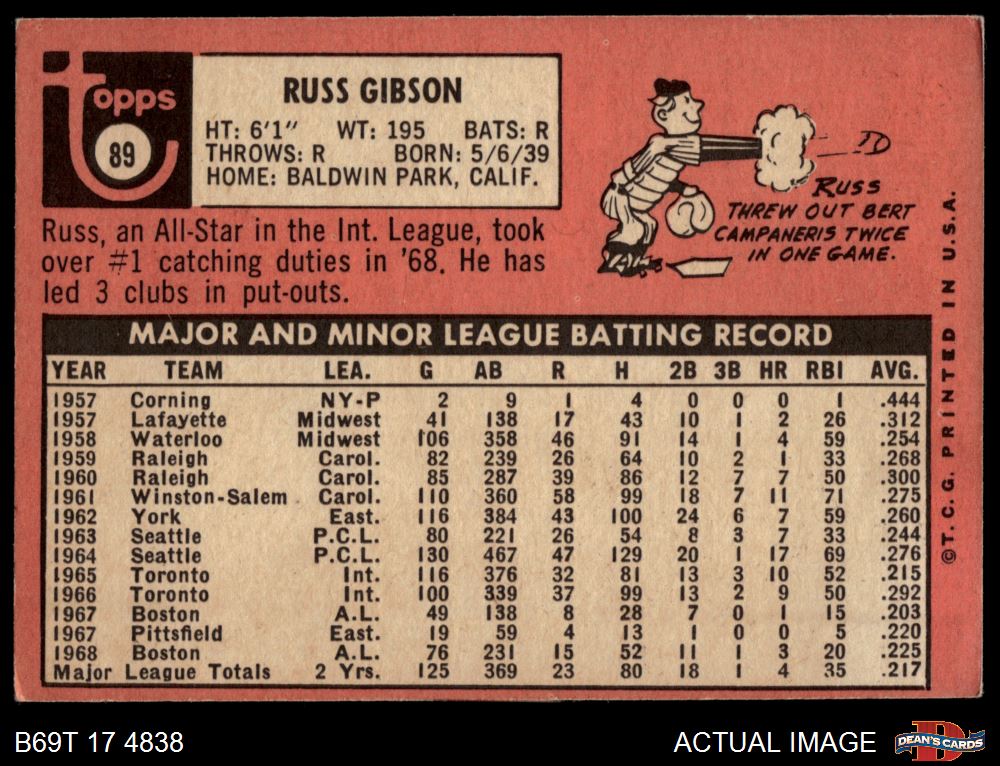 Topps
89
RUSS GIBSON
HT: 6'1" WT: 195 BATS: R
THROWS: R BORN: 5/6/39
HOME: BALDWIN PARK, CALIF.
RUSS
THREW OUT BERT
CAMPANERIS TWICE
IN ONE GAME.
Russ, an All-Star in the Int. League, took
over #1 catching duties in '68. He has
led 3 clubs in put-outs.
MAJOR AND MINOR LEAGUE BATTING RECORD
YEAR TEAM LEA. G AB R H 2B 3B HR RBI AVG.
1957 Corning NY-P 2 9 1 4 0 0 0 1 .444
1957 Lafayette Midwest 41 138 17 43 10 1 2 26 .312
1958 Waterloo Midwest 106 358 46 91 14 1 4 59 .254
1959 Raleigh Carol. 82 239 26 64 10 2 1 33 .268
1960 Raleigh Carol. 85 287 39 86 12 7 7 50 .300
1961 Winston-Salem Carol. 110 360 58 99 18 7 11 71 .275
1962 York East. 116 384 43 100 24 6 7 59 .260
1963 Seattle P.C.L. 80 221 26 54 8 3 7 33 .244
1964 Seattle P.C.L. 130 467 47 129 20 1 17 69 .276
1965 Toronto Int. 116 376 32 81 13 3 10 52 .215
1966 Toronto Int. 100 339 37 99 13 2 9 50 .292
1967 Boston A.L. 49 138 8 28 7 0 1 15 .203
1967 Pittsfield East. 19 59 4 13 1 0 0 5 .220
1968 Boston A.L. 76 231 15 52 11 1 3 20 .225
Major League Totals 2 Yrs. 125 369 23 80 18 1 4 35 .217
©T.C.G. PRINTED IN U.S.A.
B69T 17 4838
ACTUAL IMAGE
D
DEAN'S CARDS